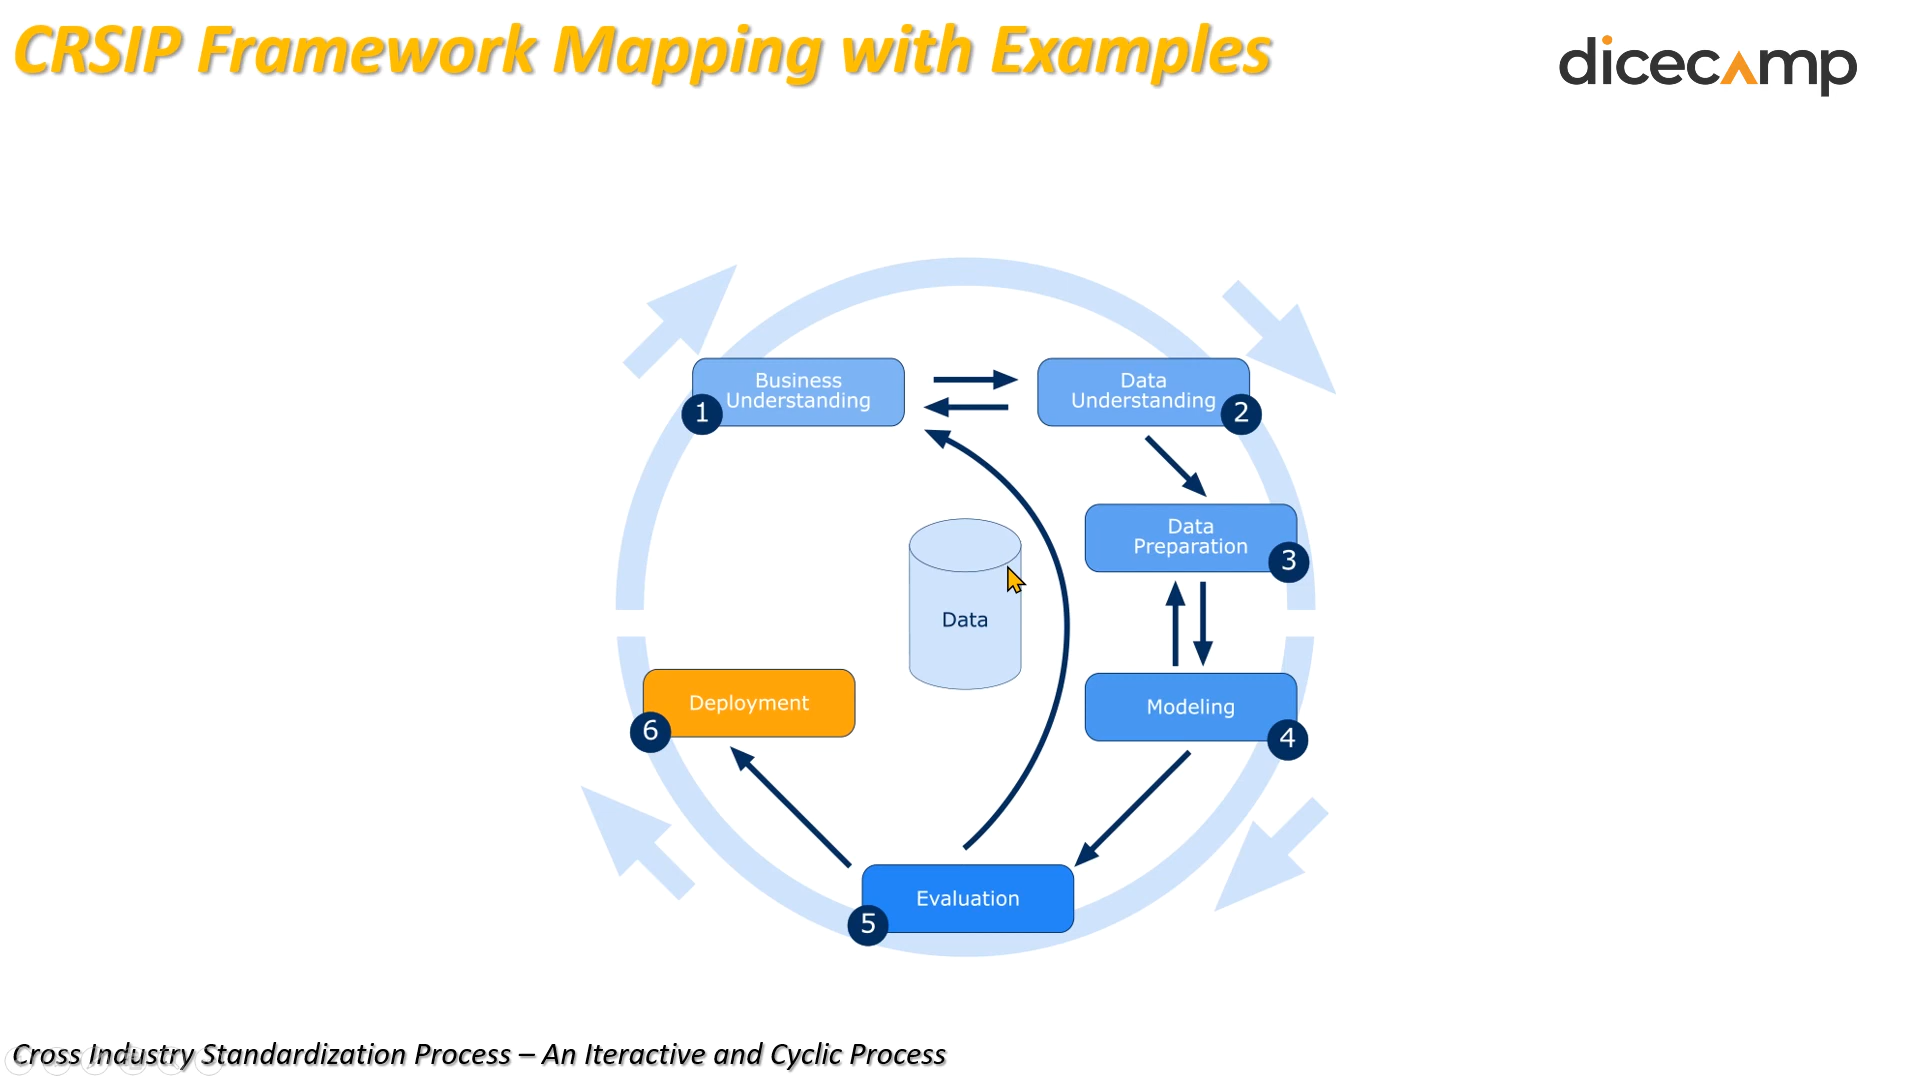 CRSIP Framework Mapping with Examples
dicecamp
Business
Understanding
1
Data
Understanding
2
Data
Preparation
3
Data
Deployment
6
Modeling
4
Evaluation
5
Cross Industry Standardization Process – An Iteractive and Cyclic Process